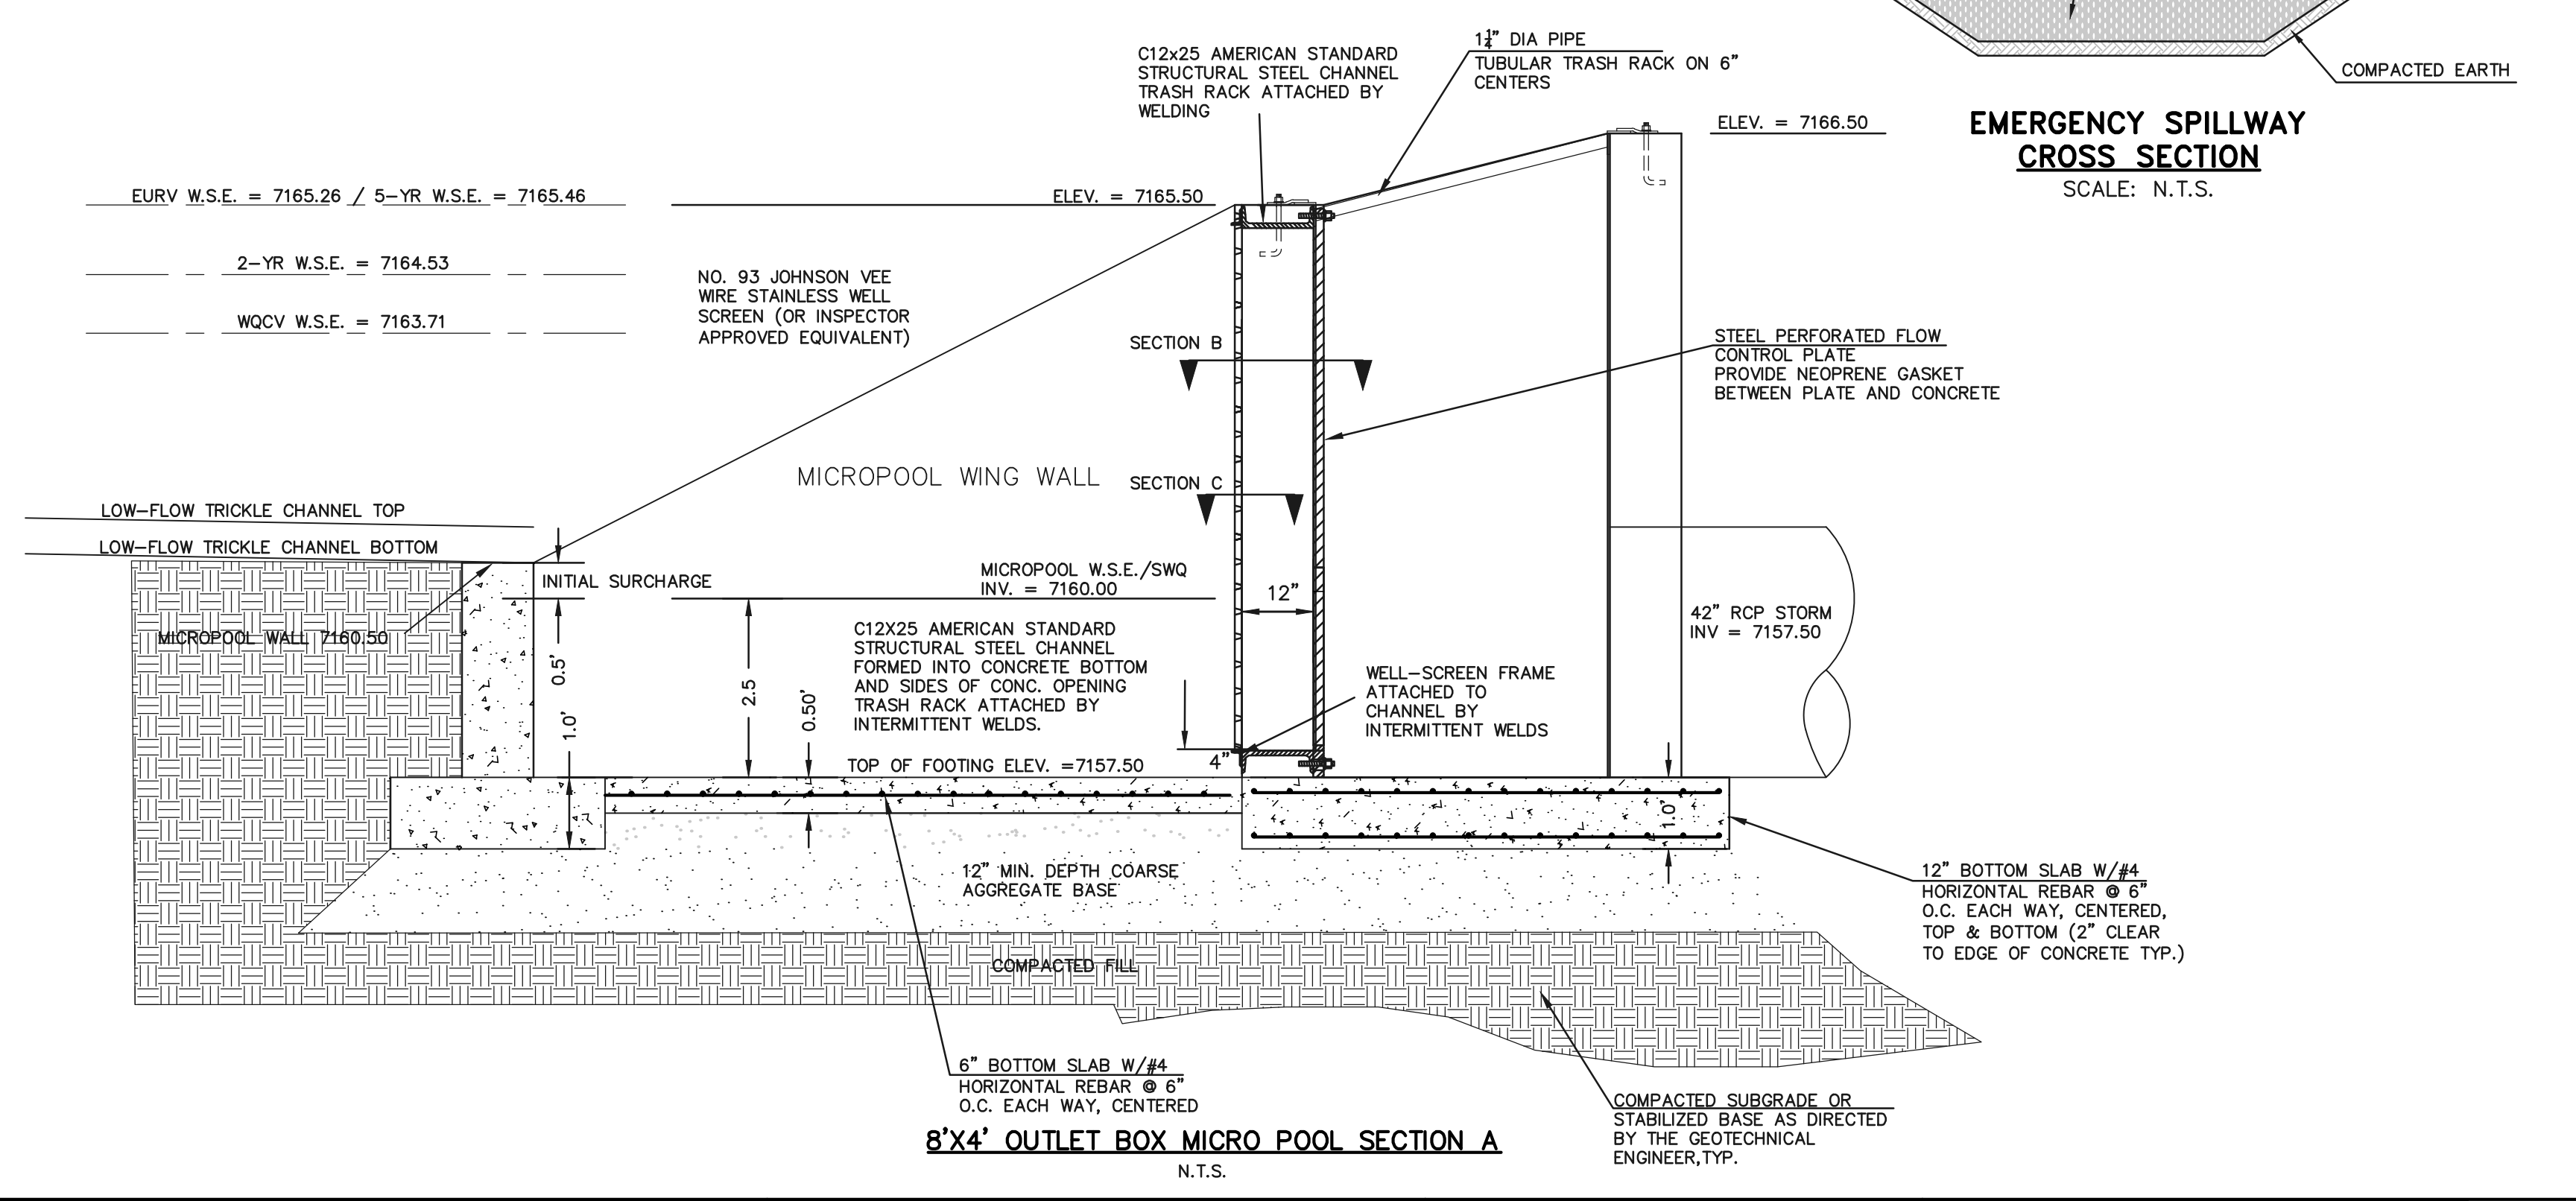 C12x25 AMERICAN STANDARD
STRUCTURAL STEEL CHANNEL
TRASH RACK ATTACHED BY
WELDING
1¼" DIA PIPE
TUBULAR TRASH RACK ON 6"
CENTERS
COMPACTED EARTH
ELEV. = 7166.50
EMERGENCY SPILLWAY
CROSS SECTION
SCALE: N.T.S.
EURV W.S.E. = 7165.26 / 5-YR W.S.E. = 7165.46
ELEV. = 7165.50
2-YR W.S.E. = 7164.53
WQCV W.S.E. = 7163.71
NO. 93 JOHNSON VEE
WIRE STAINLESS WELL
SCREEN (OR INSPECTOR
APPROVED EQUIVALENT)
SECTION B
STEEL PERFORATED FLOW
CONTROL PLATE
PROVIDE NEOPRENE GASKET
BETWEEN PLATE AND CONCRETE
MICROPOOL WING WALL
SECTION C
LOW-FLOW TRICKLE CHANNEL TOP
LOW-FLOW TRICKLE CHANNEL BOTTOM
INITIAL SURCHARGE
MICROPOOL W.S.E./SWQ
INV. = 7160.00
12"
MICROPOOL WALL 7160.50
0.5'
1.0'
2.5
0.50'
C12X25 AMERICAN STANDARD
STRUCTURAL STEEL CHANNEL
FORMED INTO CONCRETE BOTTOM
AND SIDES OF CONC. OPENING
TRASH RACK ATTACHED BY
INTERMITTENT WELDS.
42" RCP STORM
INV = 7157.50
WELL-SCREEN FRAME
ATTACHED TO
CHANNEL BY
INTERMITTENT WELDS
4"
TOP OF FOOTING ELEV. =7157.50
1.0'
12" MIN. DEPTH COARSE
AGGREGATE BASE
12" BOTTOM SLAB W/#4
HORIZONTAL REBAR @ 6"
O.C. EACH WAY, CENTERED,
TOP & BOTTOM (2" CLEAR
TO EDGE OF CONCRETE TYP.)
COMPACTED FILL
6" BOTTOM SLAB W/#4
HORIZONTAL REBAR @ 6"
O.C. EACH WAY, CENTERED
COMPACTED SUBGRADE OR
STABILIZED BASE AS DIRECTED
BY THE GEOTECHNICAL
ENGINEER,TYP.
8'X4' OUTLET BOX MICRO POOL SECTION A
N.T.S.